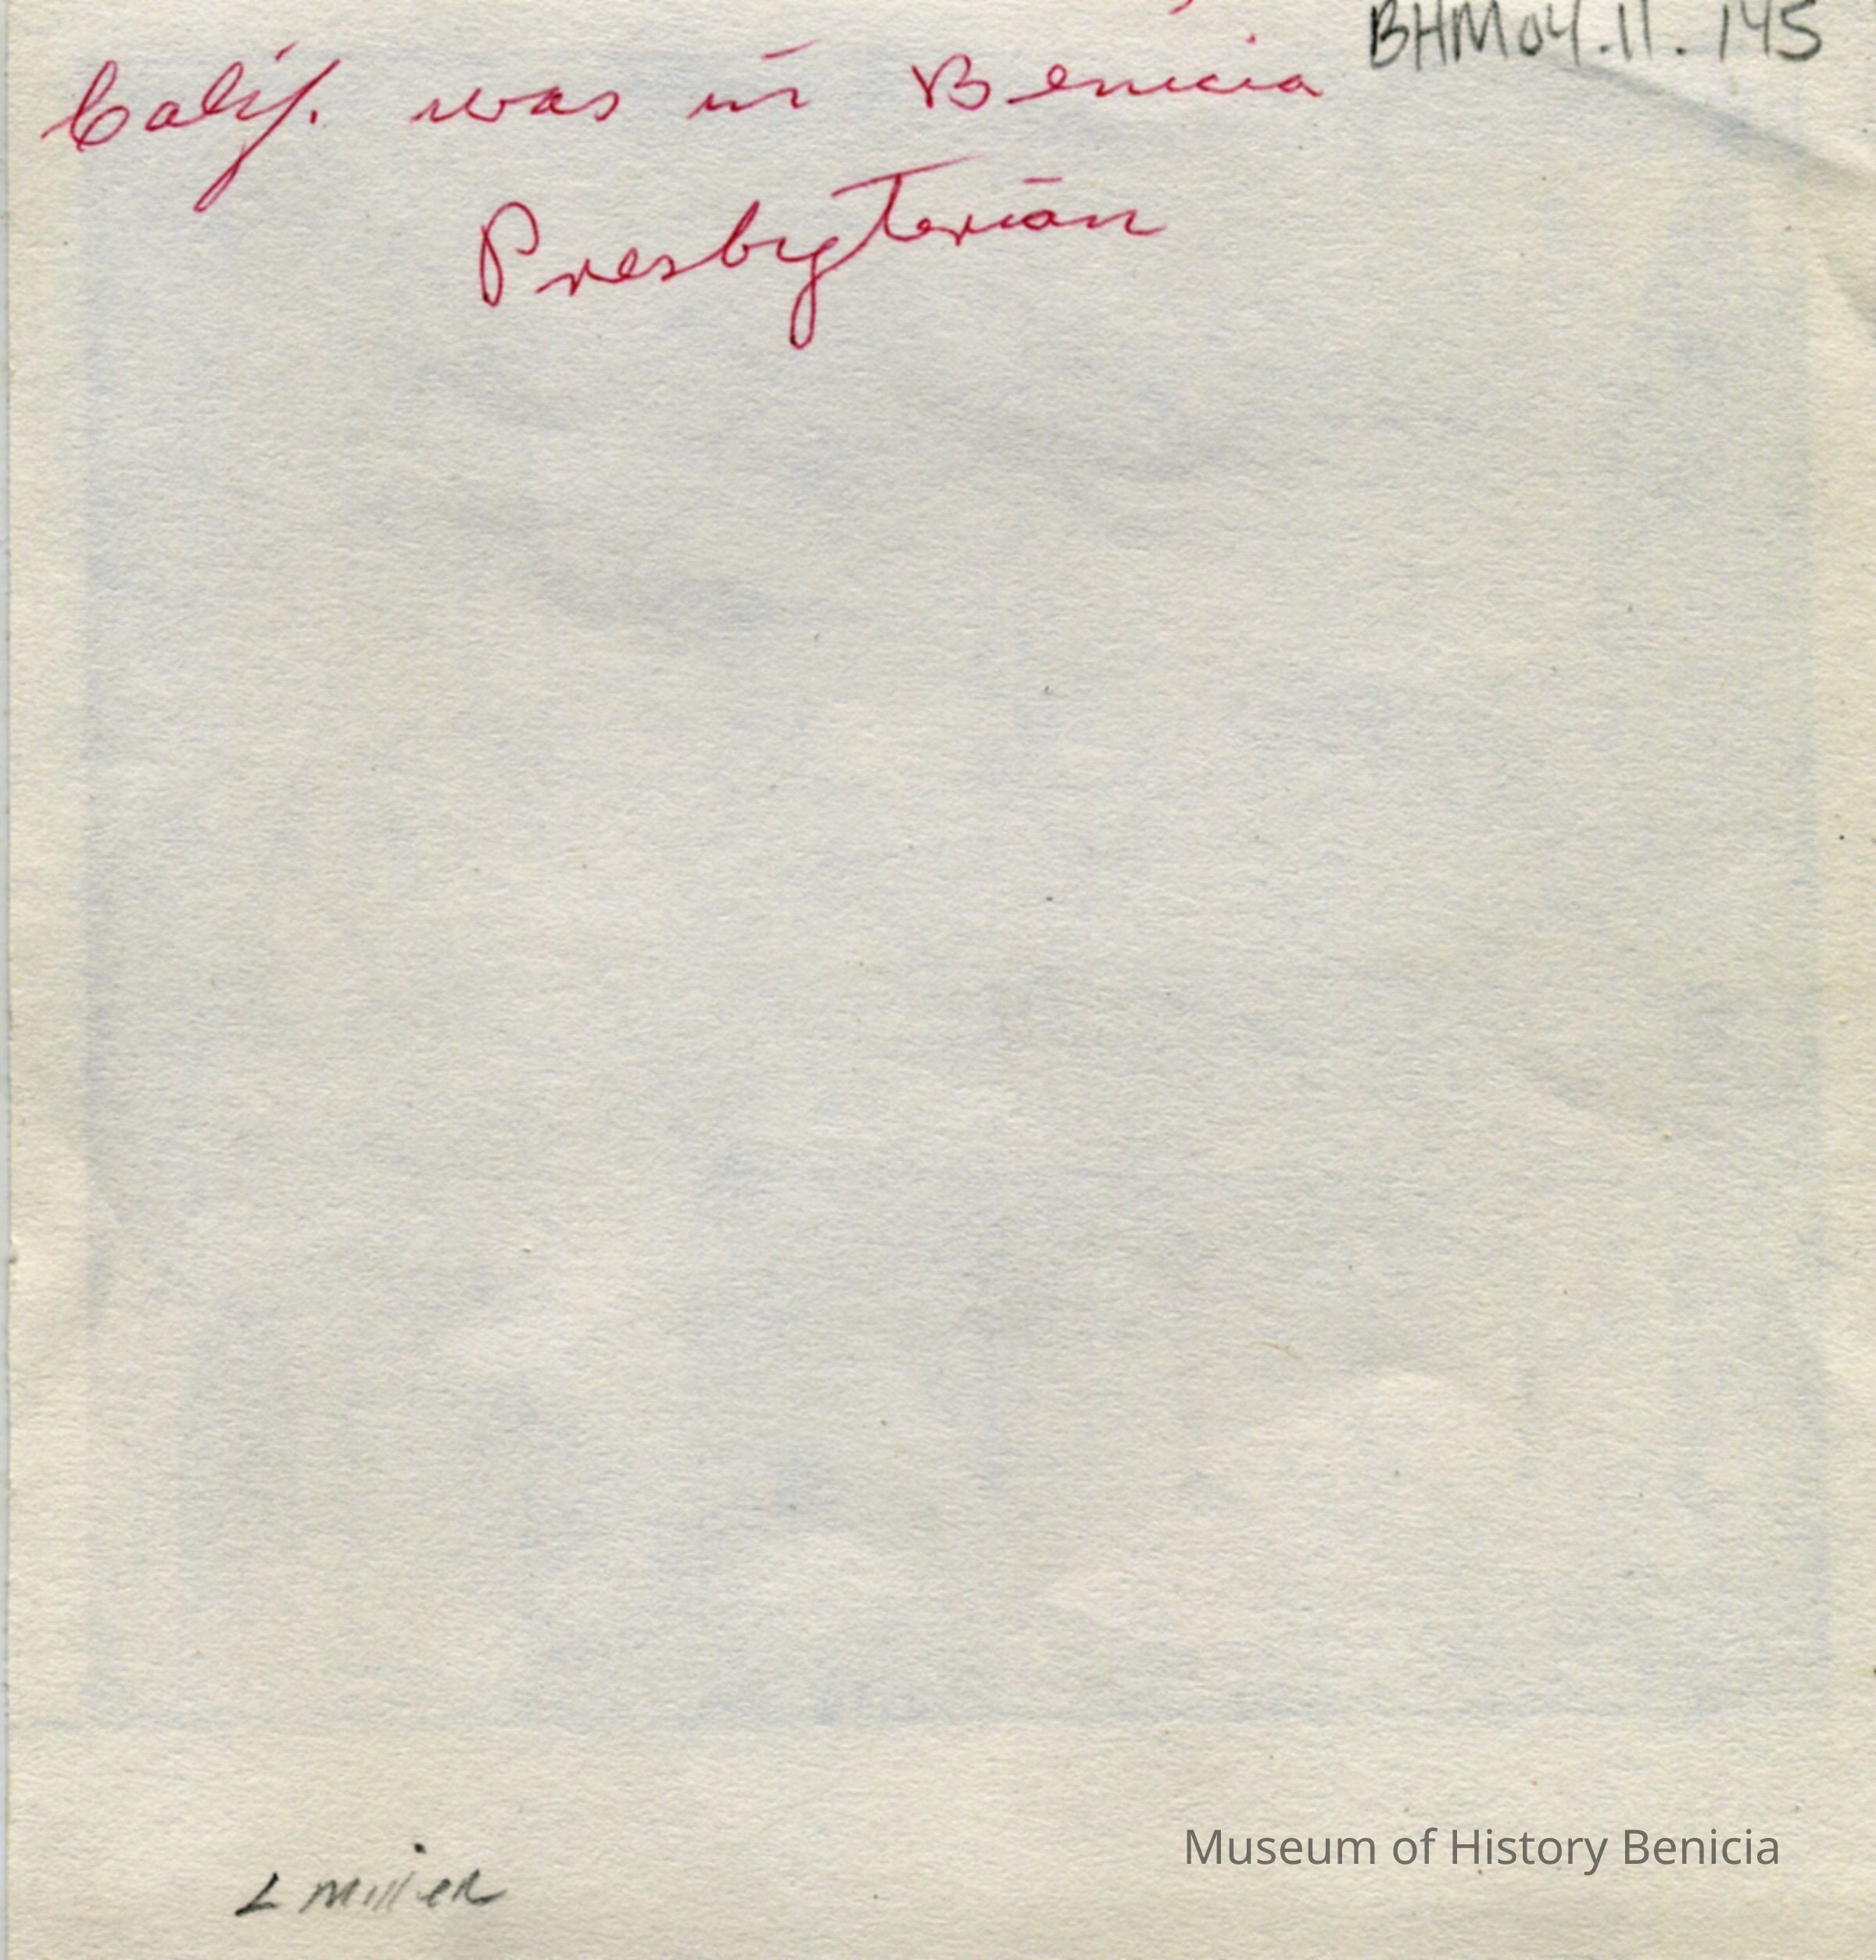 BHM04.11.145
Calif. was in Benicia
Presbyterian
L Miller
Museum of History Benicia